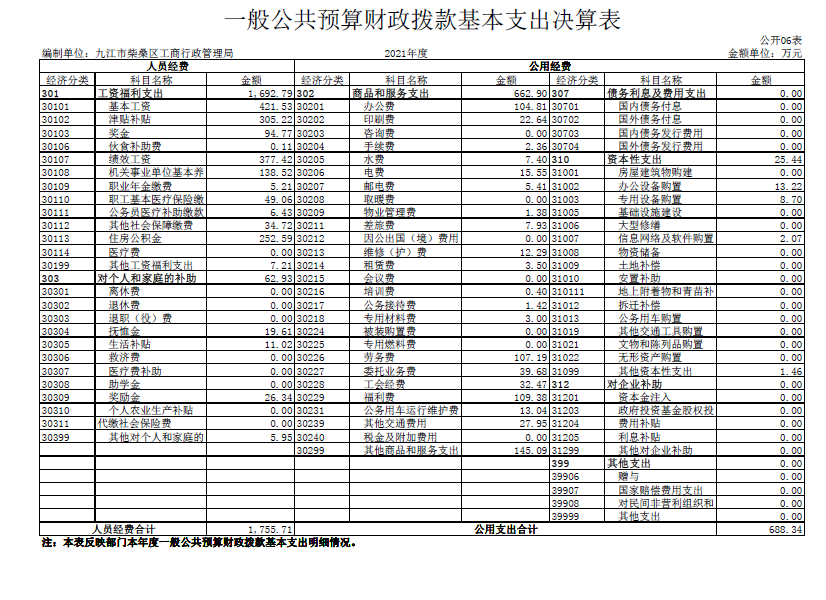 一般公共预算财政拨款基本支出决算表
公开06表
编制单位：九江市柴桑区工商行政管理局 2021年度 金额单位：万元
人员经费 公用经费
经济分类 科目名称 金额 经济分类 科目名称 金额 经济分类 科目名称 金额
301 工资福利支出 1,692.79 302 商品和服务支出 662.90 307 债务利息及费用支出 0.00
30101 基本工资 421.53 30201 办公费 104.81 30701 国内债务付息 0.00
30102 津贴补贴 305.22 30202 印刷费 22.64 30702 国外债务付息 0.00
30103 奖金 94.77 30203 咨询费 0.00 30703 国内债务发行费用 0.00
30106 伙食补助费 0.11 30204 手续费 2.36 30704 国外债务发行费用 0.00
30107 绩效工资 377.42 30205 水费 7.40 310 资本性支出 25.44
30108 机关事业单位基本养 138.52 30206 电费 15.55 31001 房屋建筑物购建 0.00
30109 职业年金缴费 5.21 30207 邮电费 5.41 31002 办公设备购置 13.22
30110 职工基本医疗保险缴 49.06 30208 取暖费 0.00 31003 专用设备购置 8.70
30111 公务员医疗补助缴款 6.43 30209 物业管理费 1.38 31005 基础设施建设 0.00
30112 其他社会保障缴费 34.72 30211 差旅费 7.93 31006 大型修缮 0.00
30113 住房公积金 252.59 30212 因公出国（境）费用 0.00 31007 信息网络及软件购置 2.07
30114 医疗费 0.00 30213 维修（护）费 12.29 31008 物资储备 0.00
30199 其他工资福利支出 7.21 30214 租赁费 3.50 31009 土地补偿 0.00
303 对个人和家庭的补助 62.93 30215 会议费 0.00 31010 安置补助 0.00
30301 离休费 0.00 30216 培训费 0.40 310111 地上附着物和青苗补 0.00
30302 退休费 0.00 30217 公务接待费 1.42 31012 拆迁补偿 0.00
30303 退职（役）费 0.00 30218 专用材料费 3.00 31013 公务用车购置 0.00
30304 抚恤金 19.61 30224 被装购置费 0.00 31019 其他交通工具购置 0.00
30305 生活补贴 11.02 30225 专用燃料费 0.00 31021 文物和陈列品购置 0.00
30306 救济费 0.00 30226 劳务费 107.19 31022 无形资产购置 0.00
30307 医疗费补助 0.00 30227 委托业务费 39.68 31099 其他资本性支出 1.46
30308 助学金 0.00 30228 工会经费 32.47 312 对企业补助 0.00
30309 奖励金 26.34 30229 福利费 109.38 31201 资本金注入 0.00
30310 个人农业生产补贴 0.00 30231 公务用车运行维护费 13.04 31203 政府投资基金股权投 0.00
30311 代缴社会保险费 0.00 30239 其他交通费用 27.95 31204 费用补贴 0.00
30399 其他对个人和家庭的 5.95 30240 税金及附加费用 0.00 31205 利息补贴 0.00
30299 其他商品和服务支出 145.09 31299 其他对企业补助 0.00
399 其他支出 0.00
39906 赠与 0.00
39907 国家赔偿费用支出 0.00
39908 对民间非营利组织和 0.00
39999 其他支出 0.00
人员经费合计 1,755.71 公用支出合计 688.34
注：本表反映部门本年度一般公共预算财政拨款基本支出明细情况。